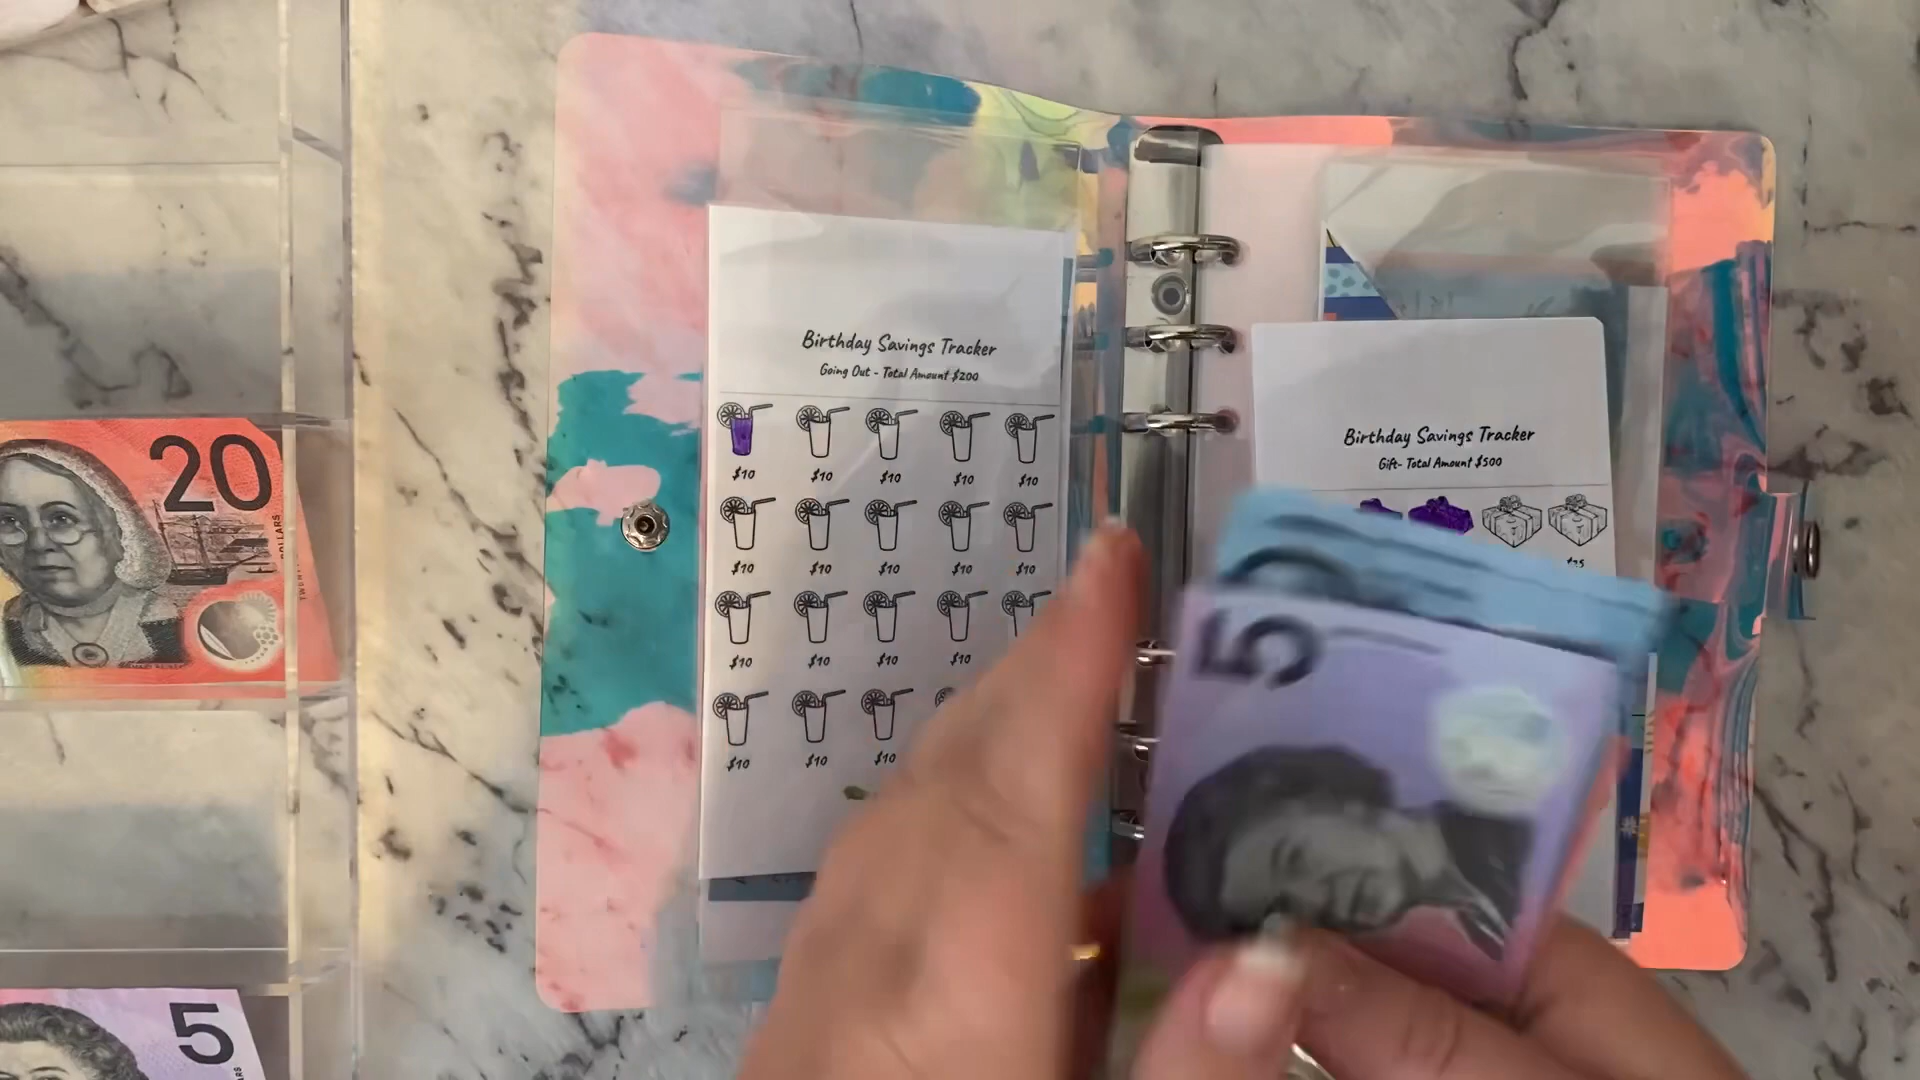 20
5
Birthday Savings Tracker
Going Out - Total Amount $200
$10 $10 $10 $10 $10
$10 $10 $10 $10 $10
$10 $10 $10 $10
$10 $10 $10
Birthday Savings Tracker
Gift- Total Amount $500
5